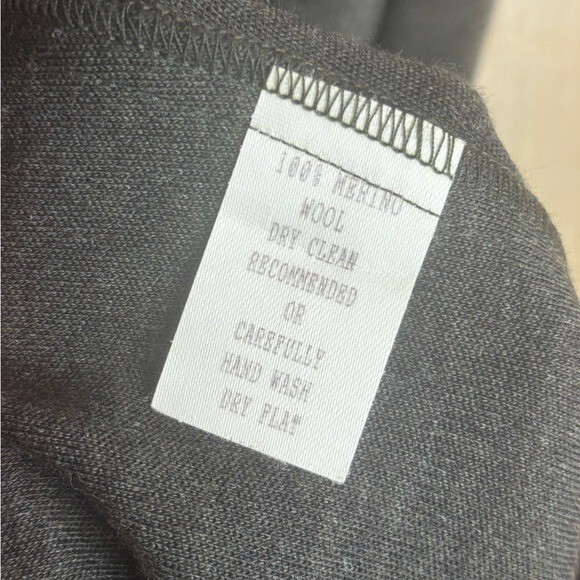 100% MERINO
WOOL
DRY CLEAN
RECOMMENDED
OR
CAREFULLY
HAND WASH
DRY FLAT